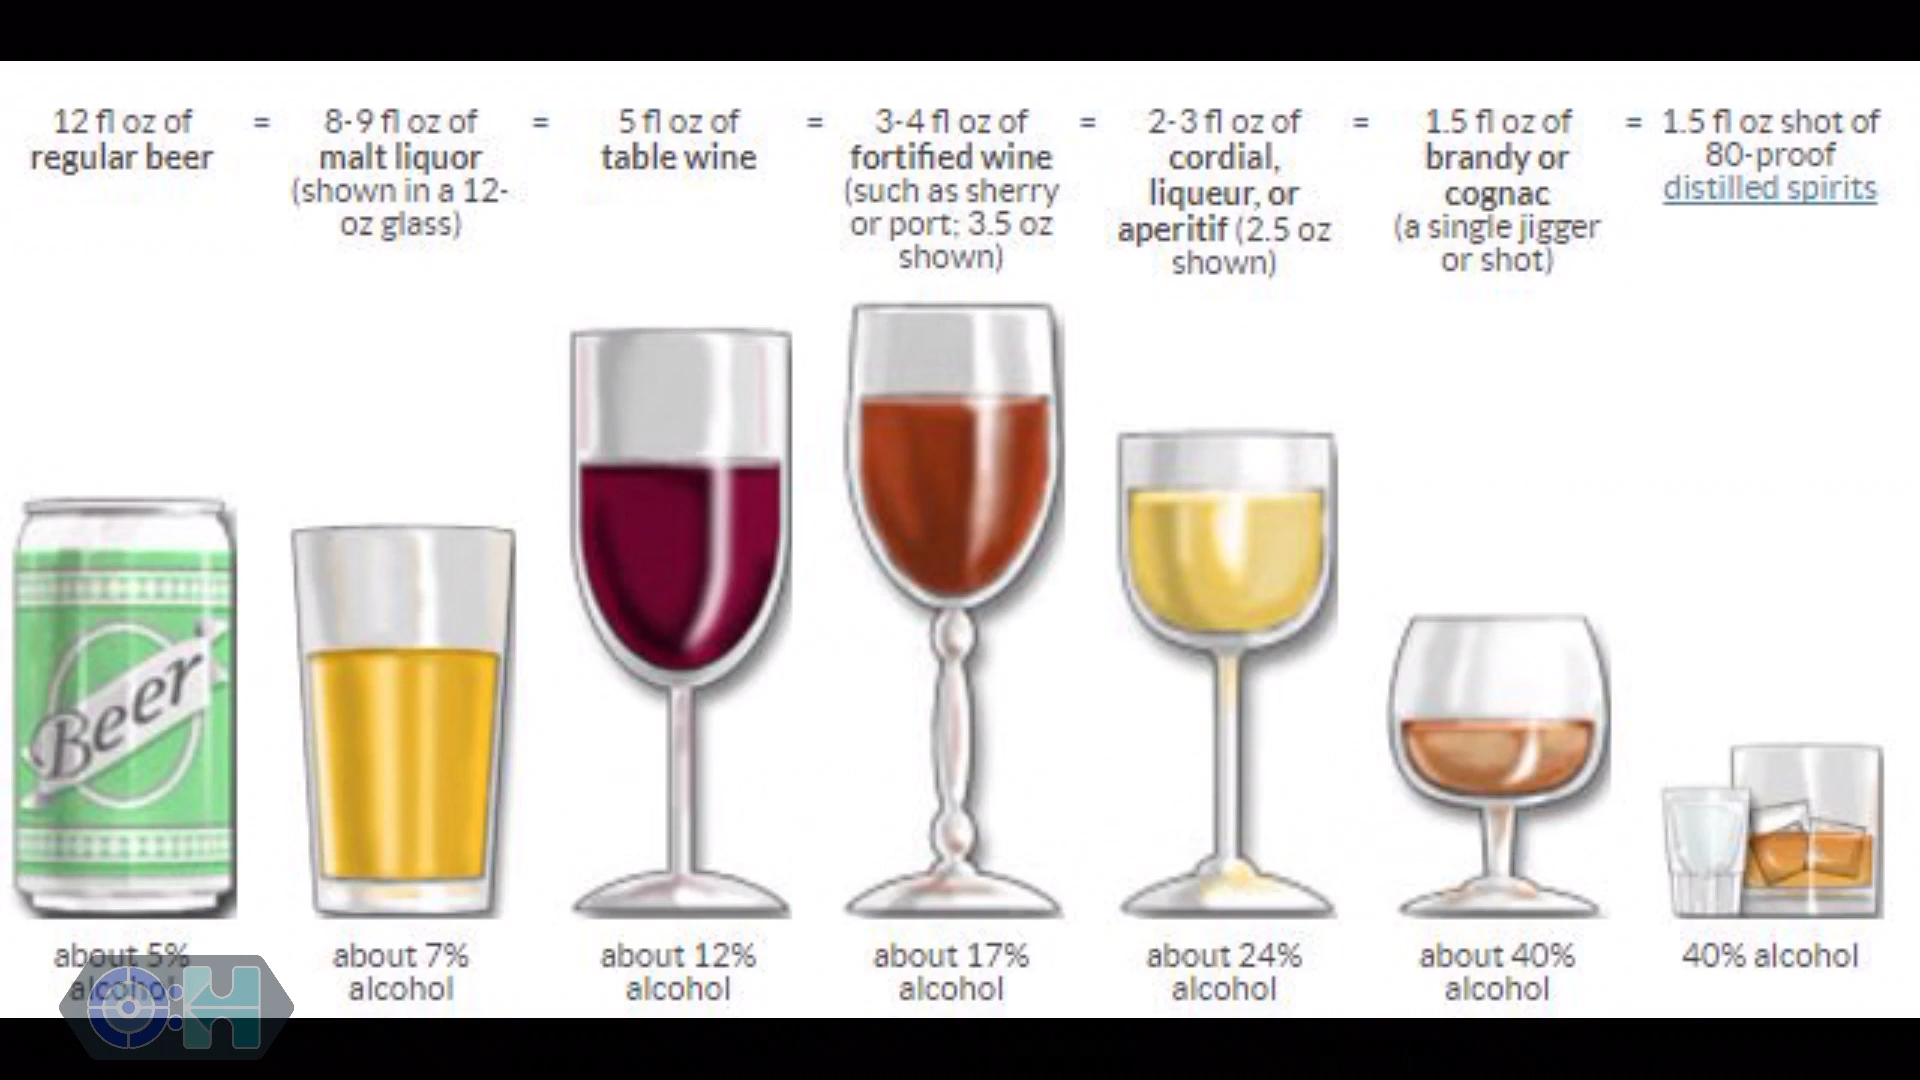 12 fl oz of
regular beer
=
8-9 fl oz of
malt liquor
(shown in a 12-
oz glass)
=
5 fl oz of
table wine
=
3-4 fl oz of
fortified wine
(such as sherry
or port; 3.5 oz
shown)
=
2-3 fl oz of
cordial,
liqueur, or
aperitif (2.5 oz
shown)
=
1.5 fl oz of
brandy or
cognac
(a single jigger
or shot)
=
1.5 fl oz shot of
80-proof
distilled spirits
Beer
about 5%
alcohol
about 7%
alcohol
about 12%
alcohol
about 17%
alcohol
about 24%
alcohol
about 40%
alcohol
40% alcohol
H